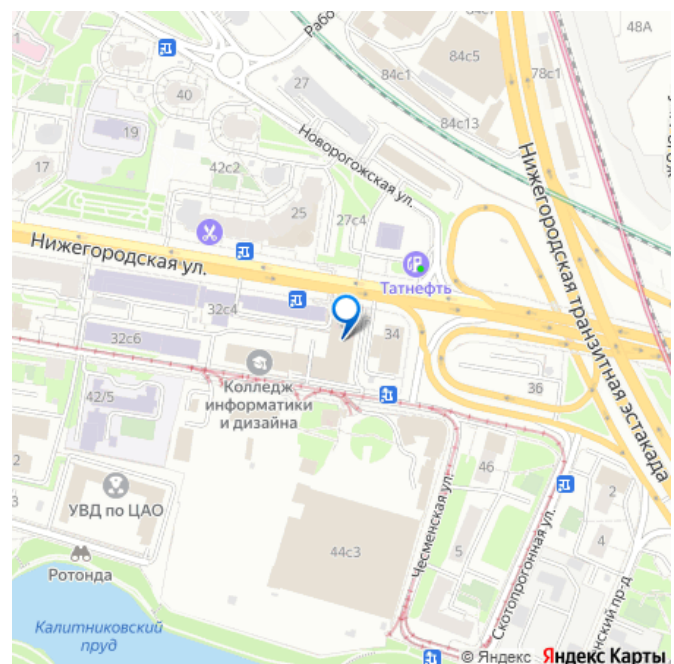 48А
84с5
84с1
78с1
84с13
27
40
19
17
42с2
25
27с4
Новорогожская ул.
Нижегородская ул.
Татнефть
Нижегородская транзитная эстакада
32с4
32с6
34
36
Колледж
информатики
и дизайна
42/5
УВД по ЦАО
Ротонда
44с3
Чесменская ул.
46
5
2
4
2
Скотопрогонная ул.
Калитниковский
пруд
© Яндекс Яндекс Карты